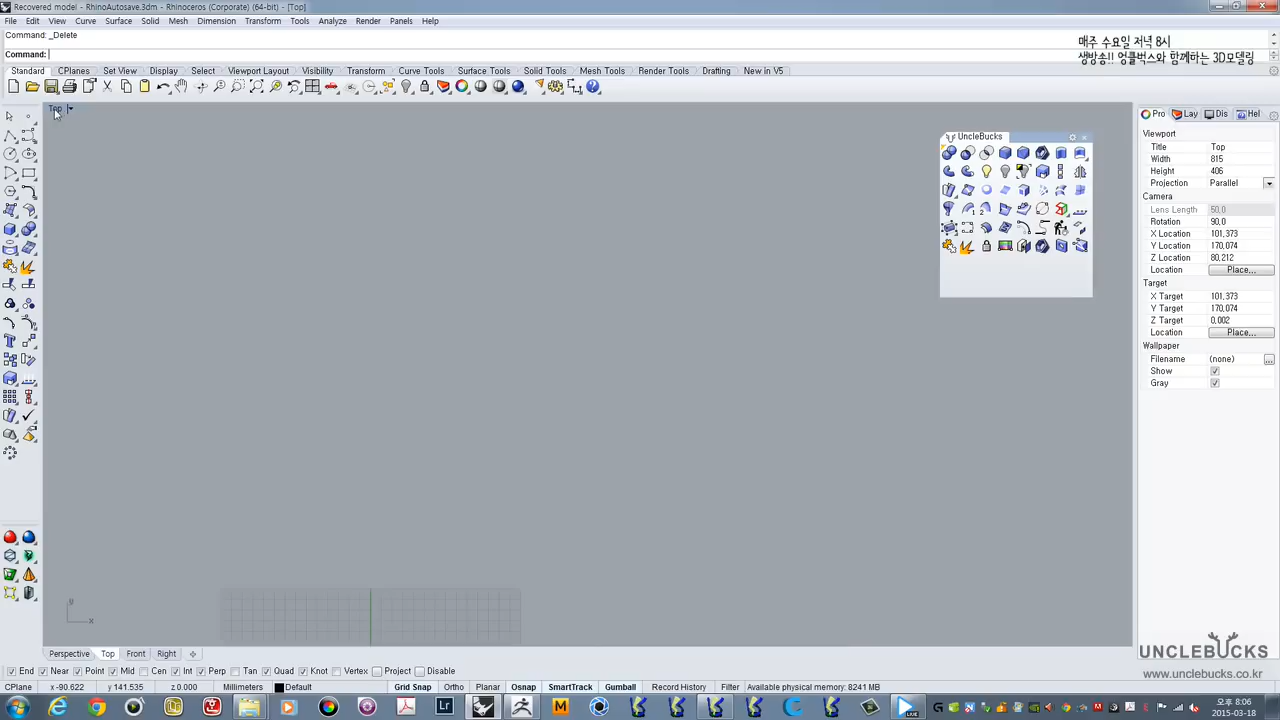 Recovered model - RhinoAutosave.3dm - Rhinoceros (Corporate) (64-bit) - [Top]
File Edit View Curve Surface Solid Mesh Dimension Transform Tools Analyze Render Panels Help
Command: _Delete
Command:
매주 수요일 저녁 8시
생방송!! 엉클벅스와 함께하는 3D모델링
Standard CPlanes Set View Display Select Viewport Layout Visibility Transform Curve Tools Surface Tools Solid Tools Mesh Tools Render Tools Drafting New in V5
Top
UncleBucks
1 2
Pro Lay Dis Hel
Viewport
Title Top
Width 815
Height 406
Projection Parallel
Camera
Lens Length 50,0
Rotation 90,0
X Location 101,373
Y Location 170,074
Z Location 80,212
Location Place...
Target
X Target 101,373
Y Target 170,074
Z Target 0,002
Location Place...
Wallpaper
Filename (none) ...
Show
Gray
y
x
Perspective Top Front Right
UNCLEBUCKS
www.unclebucks.co.kr
End Near Point Mid Cen Int Perp Tan Quad Knot Vertex Project Disable
CPlane x -90.622 y 141.535 z 0.000 Millimeters Default Grid Snap Ortho Planar Osnap SmartTrack Gumball Record History Filter Available physical memory: 8241 MB
Lr M LIVE
오후 8:06
2015-03-18